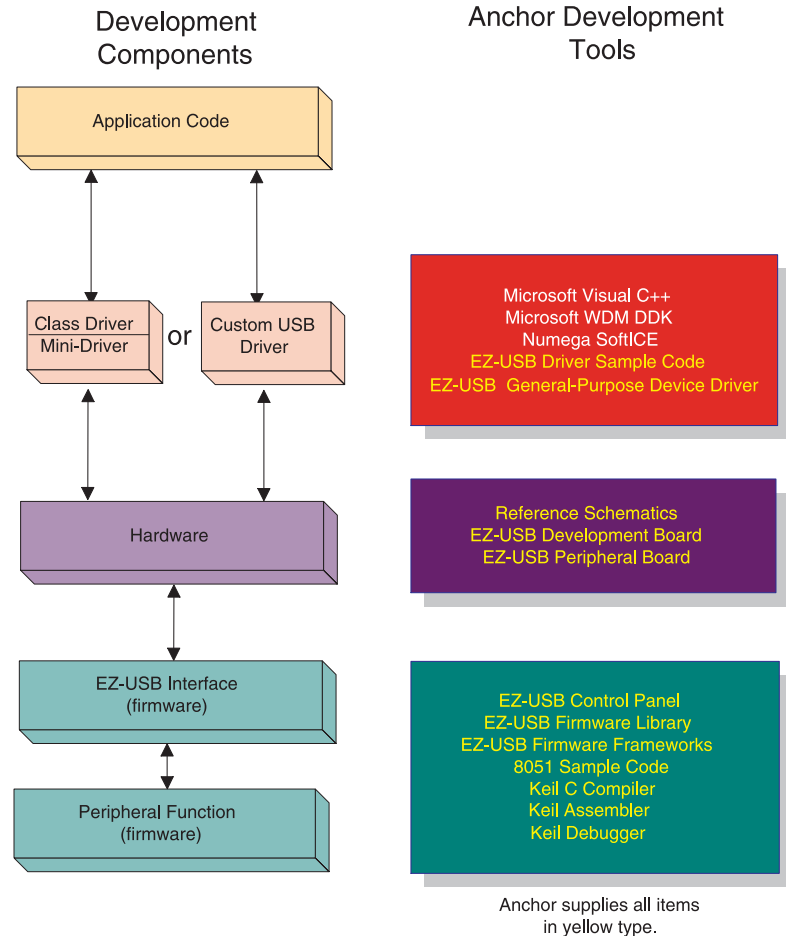 Development
Components
Application Code
Class Driver
Mini-Driver
or
Custom USB
Driver
Hardware
EZ-USB Interface
(firmware)
Peripheral Function
(firmware)
Anchor Development
Tools
Microsoft Visual C++
Microsoft WDM DDK
Numega SoftICE
EZ-USB Driver Sample Code
EZ-USB General-Purpose Device Driver
Reference Schematics
EZ-USB Development Board
EZ-USB Peripheral Board
EZ-USB Control Panel
EZ-USB Firmware Library
EZ-USB Firmware Frameworks
8051 Sample Code
Keil C Compiler
Keil Assembler
Keil Debugger
Anchor supplies all items
in yellow type.